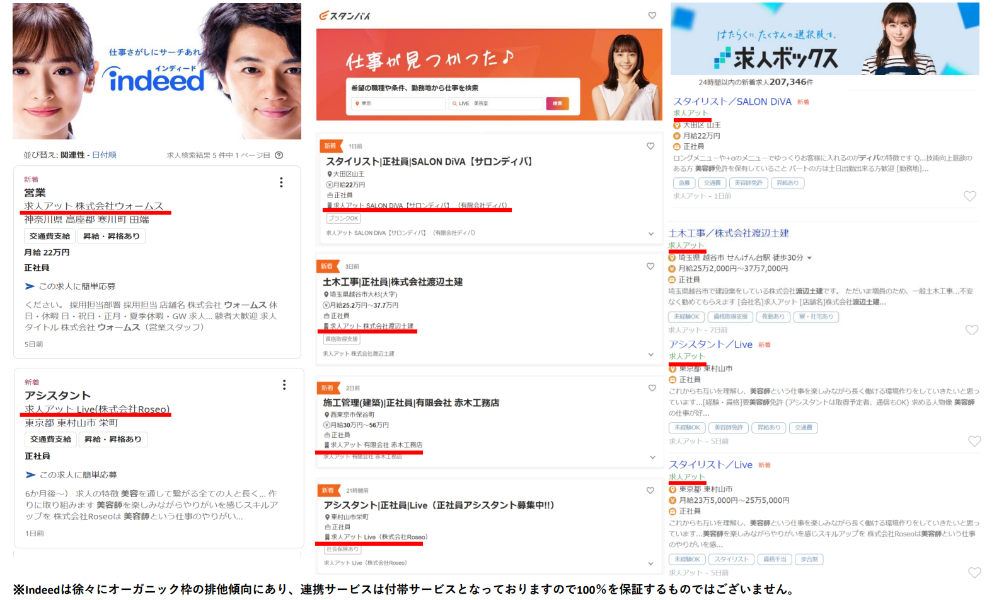 仕事さがしにサーチあれ
インディード
indeed
並び替え: 関連性 - 日付順
求人検索結果 5 件中 1 ページ目
新着
営業
求人アット 株式会社ウォームス
神奈川県 高座郡 寒川町 田端
交通費支給 昇給・昇格あり
月給 22万円
正社員
この求人に簡単応募
ください。 採用担当部署 採用担当 店舗名 株式会社 ウォームス 休
日・休暇 日・祝日・正月・夏季休暇・GW 求人... 験者大歓迎 求人
タイトル 株式会社 ウォームス（営業スタッフ）
5日前
新着
アシスタント
求人アット Live(株式会社Roseo)
東京都 東村山市 栄町
交通費支給 昇給・昇格あり
正社員
この求人に簡単応募
6か月後～） 求人の特徴 美容を通して繋がる全ての人と長く... 作
りに取り組みます 美容師を楽しみながらやりがいを感じスキルア
ップを 株式会社Roseoは 美容師という仕事のやりがい...
1日前
スタンバイ
仕事が見つかった♪
希望の職種や条件、勤務地から仕事を検索
東京
LIVE 美容室
検索
新着 1日前
スタイリスト|正社員|SALON DiVA【サロンディバ】
大田区山王
月給22万円
正社員
求人アット SALON DiVA【サロンディバ】（有限会社ディバ）
ブランクOK
求人アット SALON DiVA【サロンディバ】（有限会社ディバ）
新着 3日前
土木工事|正社員|株式会社渡辺土建
埼玉県越谷市大杉(大字)
月給25.2万円～37.7万円
正社員
求人アット 株式会社渡辺土建
資格取得支援
求人アット 株式会社渡辺土建
新着 2日前
施工管理(建築)|正社員|有限会社 赤木工務店
西東京市保谷町
月給30万円～56万円
正社員
求人アット 有限会社 赤木工務店
求人アット 有限会社 赤木工務店
新着 21時間前
アシスタント|正社員|Live（正社員アシスタント募集中!!）
東村山市栄町
正社員
求人アット Live（株式会社Roseo）
社会保険あり
求人アット Live（株式会社Roseo）
はたらくに、たくさんの選択肢を。
求人ボックス
24時間以内の新着求人207,346件
スタイリスト／SALON DiVA 新着
求人アット
大田区 山王
月給22万円
正社員
ロングメニューや+αのメニューでゆっくりお客様に入れるのがディバの特徴です Q...技術向上意欲の
ある方 美容師免許を保有していること パートの方は土日出勤出来る方歓迎 [勤務地]...
急募 交通費 美容師免許 昇給あり
求人アット - 1日前
土木工事／株式会社渡辺土建
求人アット
埼玉県 越谷市 せんげん台駅 徒歩30分
月給25万2,000円～37万7,000円
正社員
埼玉県越谷市で建設業をしている株式会社渡辺土建です。 ただいま増員のため、一般土木工事...不安
なく勤めてもらえます [会社名]求人アット [店舗名]株式会社渡辺土建...
未経験OK 資格取得支援 夜勤あり 寮・社宅あり
求人アット - 7日前
アシスタント／Live 新着
求人アット
東京都 東村山市
正社員
これからも互いを理解し、美容師という仕事を楽しみながら長く働ける環境作りをしていきたいと思っ
ています...[経験・資格]要美容師免許 (アシスタントは取得予定者、通信もOK) 求める人物像 美容師
の仕事が好...
未経験OK 美容師免許 昇給あり 交通費
求人アット - 5日前
スタイリスト／Live 新着
求人アット
東京都 東村山市
月給23万5,000円～25万5,000円
正社員
これからも互いを理解し、美容師という仕事を楽しみながら長く働ける環境作りをしていきたいと思っ
ています...美容師を楽しみながらやりがいを感じスキルアップを 株式会社Roseoは美容師という仕事
のやりがいを感...
未経験OK スタイリスト 資格手当 歩合制
求人アット - 5日前
※Indeedは徐々にオーガニック枠の排他傾向にあり、連携サービスは付帯サービスとなっておりますので100%を保証するものではございません。